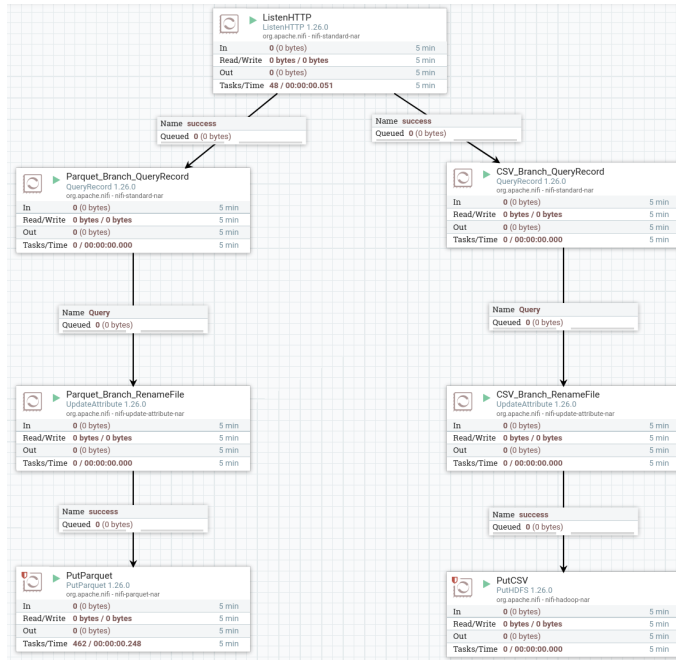 ListenHTTP
ListenHTTP 1.26.0
org.apache.nifi - nifi-standard-nar
In 0 (0 bytes) 5 min
Read/Write 0 bytes / 0 bytes 5 min
Out 0 (0 bytes) 5 min
Tasks/Time 48 / 00:00:00.051 5 min
Name success
Queued 0 (0 bytes)
Name success
Queued 0 (0 bytes)
Parquet_Branch_QueryRecord
QueryRecord 1.26.0
org.apache.nifi - nifi-standard-nar
In 0 (0 bytes) 5 min
Read/Write 0 bytes / 0 bytes 5 min
Out 0 (0 bytes) 5 min
Tasks/Time 0 / 00:00:00.000 5 min
CSV_Branch_QueryRecord
QueryRecord 1.26.0
org.apache.nifi - nifi-standard-nar
In 0 (0 bytes) 5 min
Read/Write 0 bytes / 0 bytes 5 min
Out 0 (0 bytes) 5 min
Tasks/Time 0 / 00:00:00.000 5 min
Name Query
Queued 0 (0 bytes)
Name Query
Queued 0 (0 bytes)
Parquet_Branch_RenameFile
UpdateAttribute 1.26.0
org.apache.nifi - nifi-update-attribute-nar
In 0 (0 bytes) 5 min
Read/Write 0 bytes / 0 bytes 5 min
Out 0 (0 bytes) 5 min
Tasks/Time 0 / 00:00:00.000 5 min
CSV_Branch_RenameFile
UpdateAttribute 1.26.0
org.apache.nifi - nifi-update-attribute-nar
In 0 (0 bytes) 5 min
Read/Write 0 bytes / 0 bytes 5 min
Out 0 (0 bytes) 5 min
Tasks/Time 0 / 00:00:00.000 5 min
Name success
Queued 0 (0 bytes)
Name success
Queued 0 (0 bytes)
PutParquet
PutParquet 1.26.0
org.apache.nifi - nifi-parquet-nar
In 0 (0 bytes) 5 min
Read/Write 0 bytes / 0 bytes 5 min
Out 0 (0 bytes) 5 min
Tasks/Time 462 / 00:00:00.248 5 min
PutCSV
PutHDFS 1.26.0
org.apache.nifi - nifi-hadoop-nar
In 0 (0 bytes) 5 min
Read/Write 0 bytes / 0 bytes 5 min
Out 0 (0 bytes) 5 min
Tasks/Time 0 / 00:00:00.000 5 min